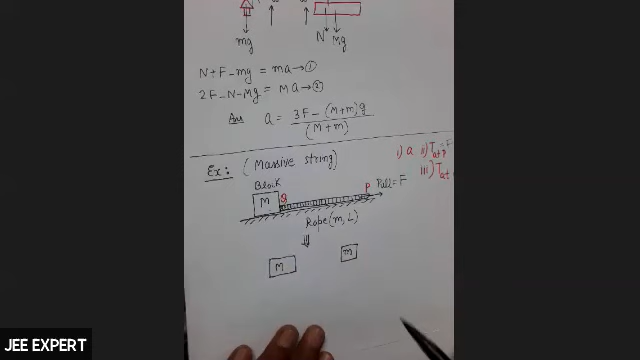 mg
N Mg
N+F-mg = ma → ①
2F-N-Mg = Ma → ②
Ans a = 3F - (M+m)g / (M+m)
Ex: (Massive string)
i) a ii) T at P = F
iii) T at
Block
M Q P Pull = F
Rope (m, L)
M m
JEE EXPERT